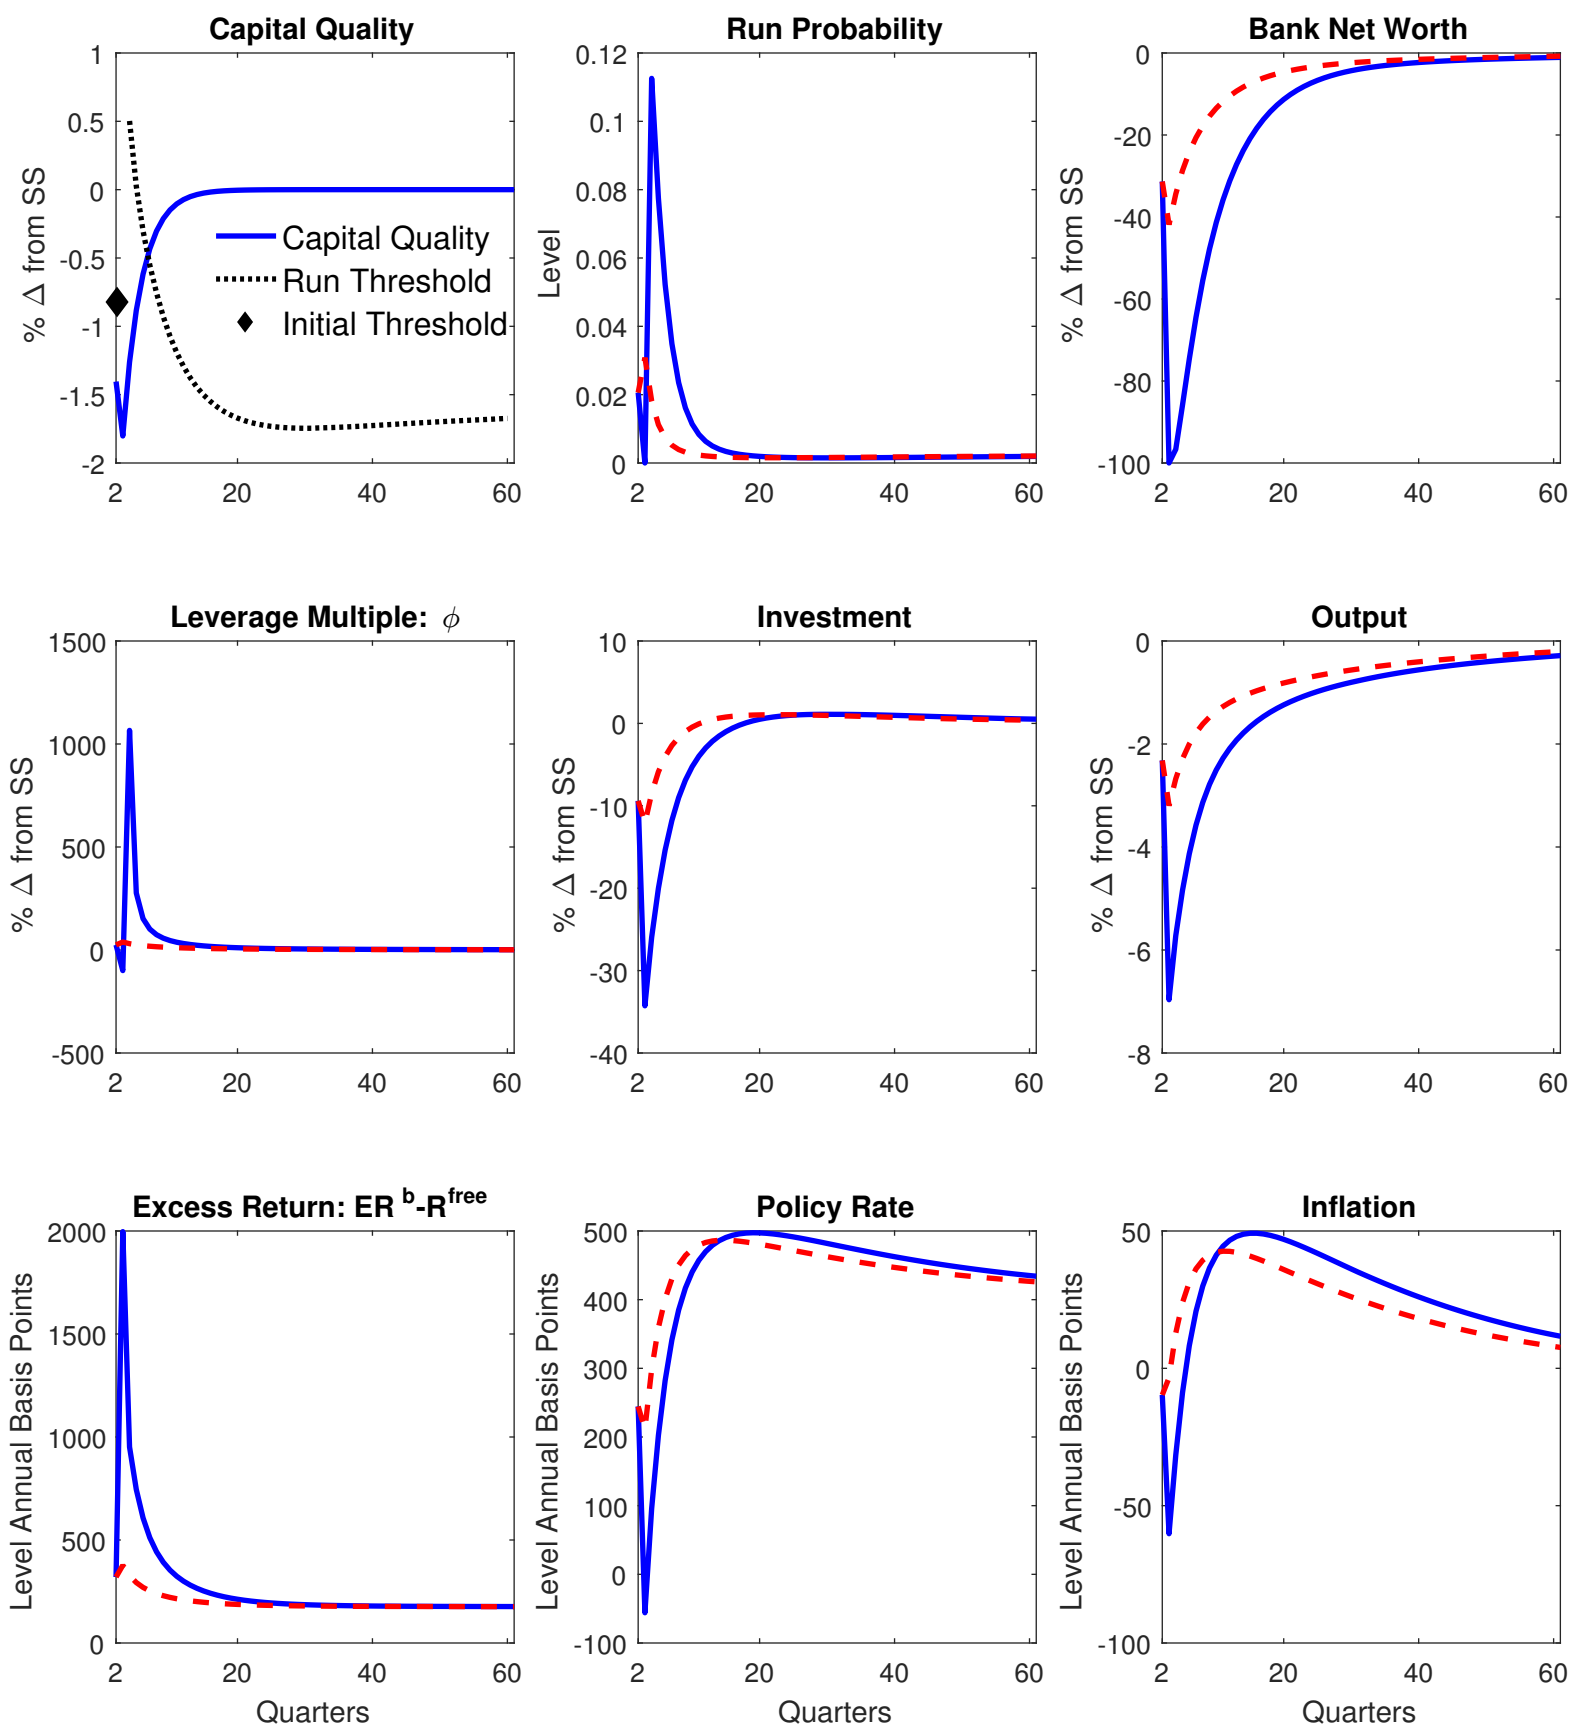 Capital Quality
% Δ from SS
1
0.5
0
-0.5
-1
-1.5
-2
Capital Quality
Run Threshold
Initial Threshold
2 20 40 60
Run Probability
Level
0.12
0.1
0.08
0.06
0.04
0.02
0
2 20 40 60
Bank Net Worth
% Δ from SS
0
-20
-40
-60
-80
-100
2 20 40 60
Leverage Multiple: ϕ
% Δ from SS
1500
1000
500
0
-500
2 20 40 60
Investment
% Δ from SS
10
0
-10
-20
-30
-40
2 20 40 60
Output
% Δ from SS
0
-2
-4
-6
-8
2 20 40 60
Excess Return: ER b-Rfree
Level Annual Basis Points
2000
1500
1000
500
0
2 20 40 60
Quarters
Policy Rate
Level Annual Basis Points
500
400
300
200
100
0
-100
2 20 40 60
Quarters
Inflation
Level Annual Basis Points
50
0
-50
-100
2 20 40 60
Quarters